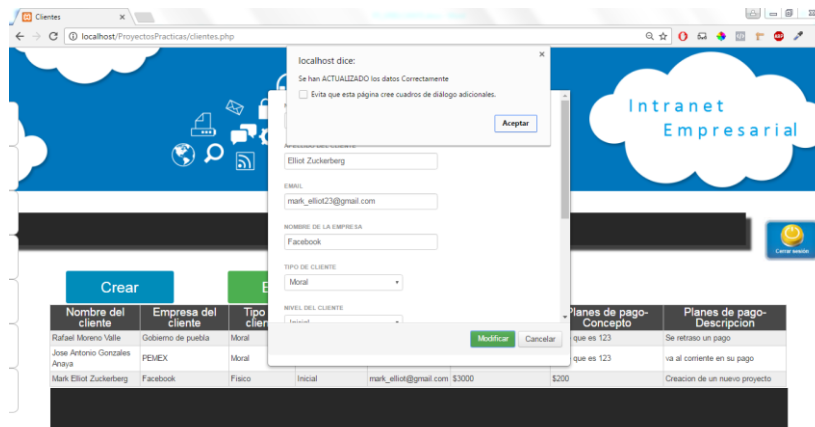 Clientes
localhost/ProyectosPracticas/clientes.php
localhost dice:
Se han ACTUALIZADO los datos Correctamente
Evita que esta página cree cuadros de diálogo adicionales.
Aceptar
Intranet
Empresarial
APELLIDO DEL CLIENTE
Elliot Zuckerberg
EMAIL
mark_elliot23@gmail.com
NOMBRE DE LA EMPRESA
Facebook
TIPO DE CLIENTE
Moral
NIVEL DEL CLIENTE
Inicial
Modificar Cancelar
Cerrar sesión
Crear
Nombre del cliente Empresa del cliente Tipo Planes de pago-Concepto Planes de pago-Descripcion
Rafael Moreno Valle Gobierno de puebla Moral que es 123 Se retraso un pago
Jose Antonio Gonzales Anaya PEMEX Moral que es 123 va al corriente en su pago
Mark Elliot Zuckerberg Facebook Fisico Inicial mark_elliot@gmail.com $3000 $200 Creacion de un nuevo proyecto